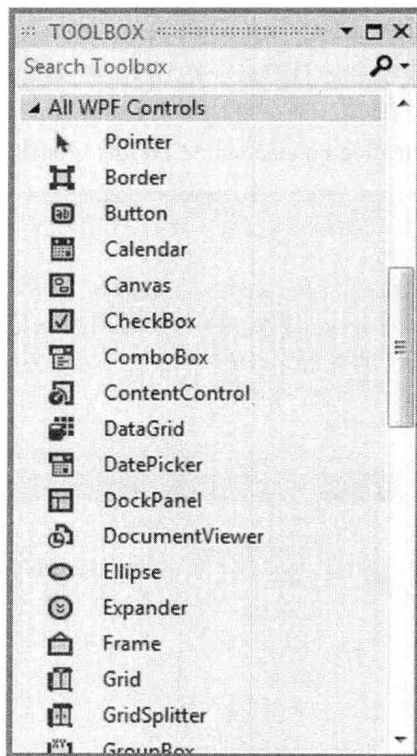 TOOLBOX
Search Toolbox
All WPF Controls
Pointer
Border
Button
Calendar
Canvas
CheckBox
ComboBox
ContentControl
DataGrid
DatePicker
DockPanel
DocumentViewer
Ellipse
Expander
Frame
Grid
GridSplitter
GroupBox